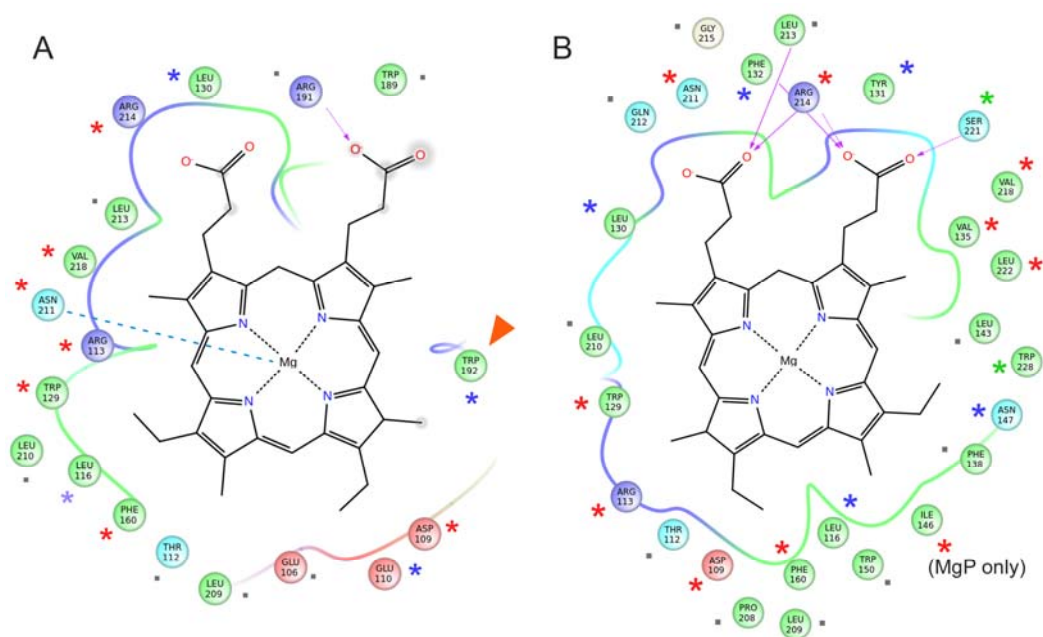 A
LEU
130
ARG
191
TRP
189
ARG
214
O-
O
O-
O
LEU
213
VAL
218
ASN
211
ARG
113
N
N
Mg
TRP
192
TRP
129
N
N
LEU
210
LEU
116
PHE
160
THR
112
ASP
109
GLU
106
GLU
110
LEU
209
B
GLY
215
LEU
213
PHE
132
ASN
211
ARG
214
TYR
131
GLN
212
SER
221
O-
O
O-
O
VAL
218
LEU
130
VAL
135
LEU
222
N
N
LEU
210
LEU
143
Mg
TRP
228
TRP
129
N
N
ASN
147
PHE
138
ARG
113
THR
112
LEU
116
ILE
146
ASP
109
PHE
160
TRP
150
(MgP only)
PRO
208
LEU
209